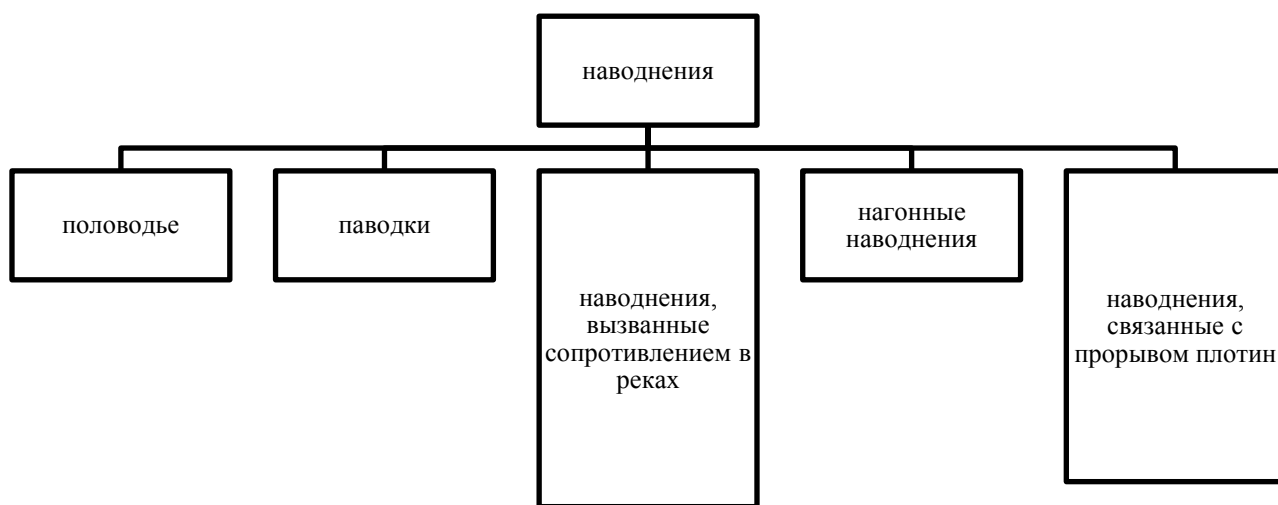 наводнения
половодье
паводки
наводнения,
вызванные
сопротивлением в
реках
нагонные
наводнения
наводнения,
связанные с
прорывом плотин